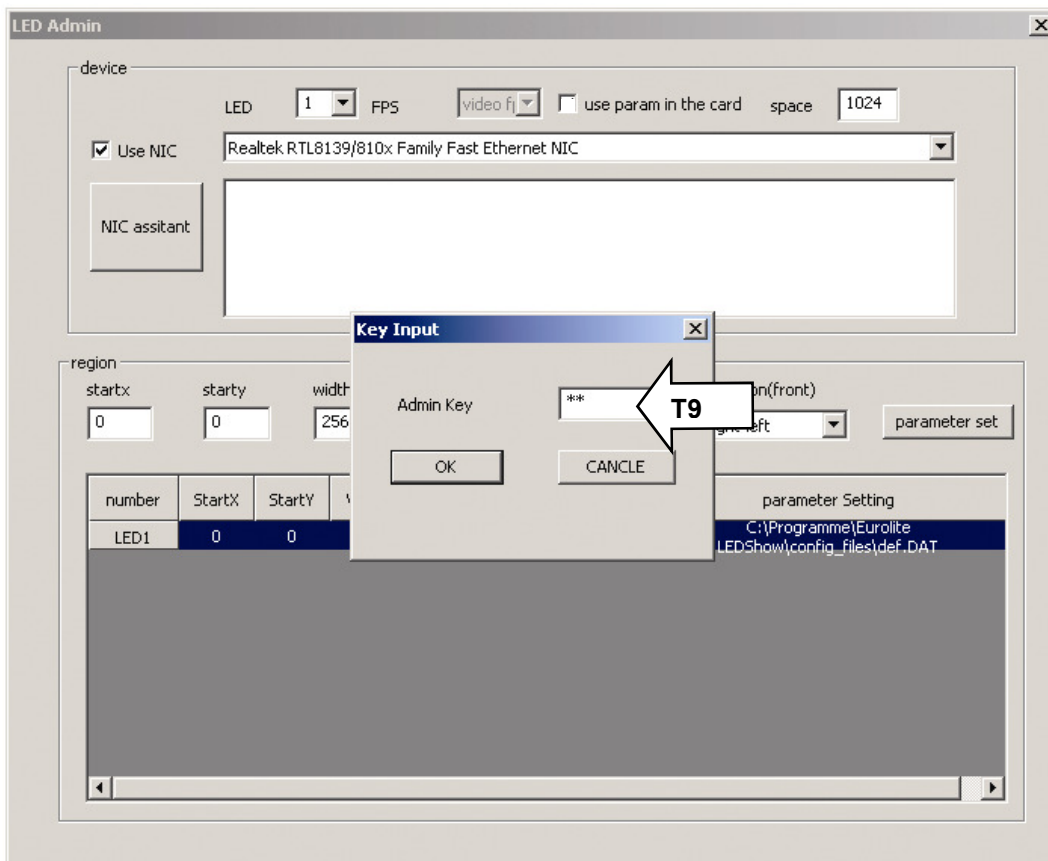 LED Admin
device
LED 1 FPS video f use param in the card space 1024
Use NIC Realtek RTL8139/810x Family Fast Ethernet NIC
NIC assitant
Key Input
Admin Key ** T9
OK CANCLE
region
startx starty width on(front)
0 0 256 left parameter set
number StartX StartY parameter Setting
LED1 0 0 C:\Programme\Eurolite
LEDShow\config_files\def.DAT